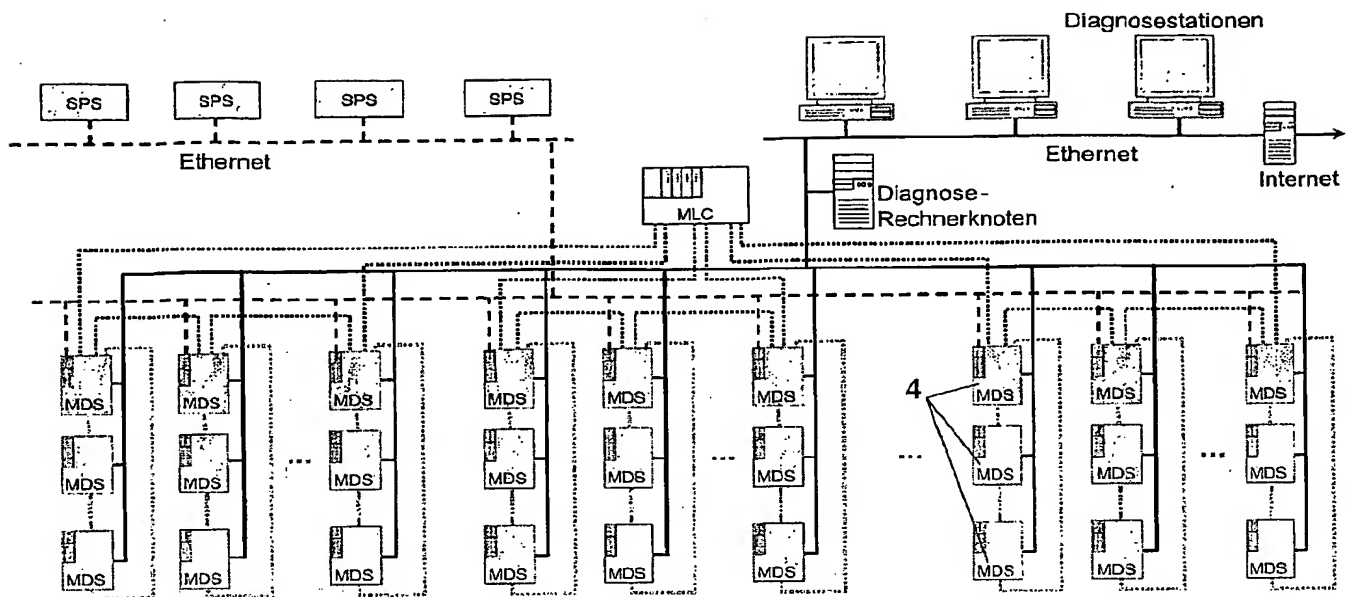 Diagnosestationen
SPS SPS SPS SPS
Ethernet
Ethernet
Internet
MLC
Diagnose-
Rechnerknoten
4
MDS MDS MDS MDS MDS MDS MDS MDS MDS
MDS MDS ... MDS MDS MDS ... MDS ... MDS MDS ... MDS
MDS MDS MDS MDS MDS MDS MDS MDS MDS